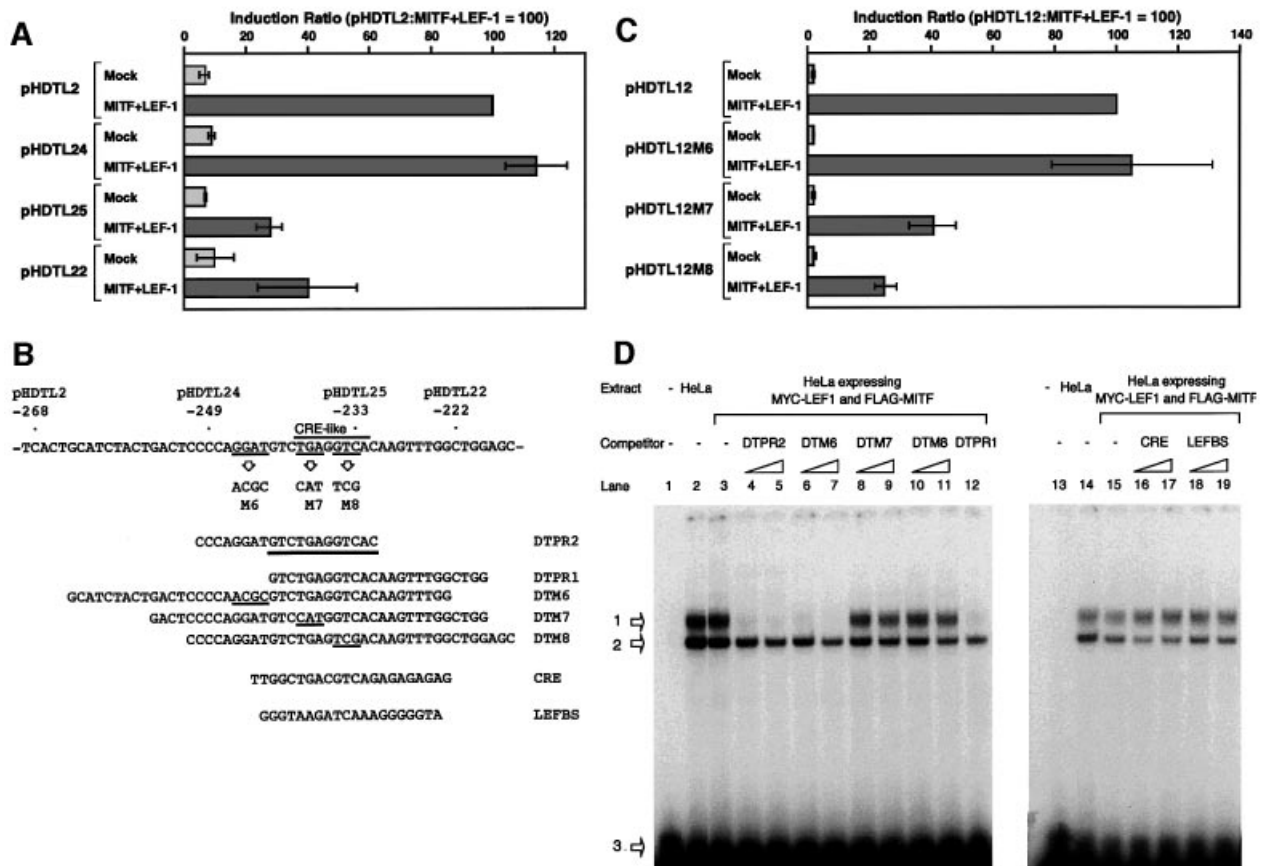 A
Induction Ratio (pHDTL2:MITF+LEF-1 = 100)
0 20 40 60 80 100 120
pHDTL2
Mock
MITF+LEF-1
pHDTL24
Mock
MITF+LEF-1
pHDTL25
Mock
MITF+LEF-1
pHDTL22
Mock
MITF+LEF-1
C
Induction Ratio (pHDTL12:MITF+LEF-1 = 100)
0 20 40 60 80 100 120 140
pHDTL12
Mock
MITF+LEF-1
pHDTL12M6
Mock
MITF+LEF-1
pHDTL12M7
Mock
MITF+LEF-1
pHDTL12M8
Mock
MITF+LEF-1
B
pHDTL2 pHDTL24 pHDTL25 pHDTL22
-268 -249 -233 -222
CRE-like
-TCACTGCATCTACTGACTCCCCAGGATGTCTGAGGTCACAAGTTTGGCTGGAGC-
ACGC CAT TCG
M6 M7 M8
CCCAGGATGTCTGAGGTCAC DTPR2
GTCTGAGGTCACAAGTTTGGCTGG DTPR1
GCATCTACTGACTCCCCAACGCGTCTGAGGTCACAAGTTTGG DTM6
GACTCCCCAGGATGTCCATGGTCACAAGTTTGGCTGG DTM7
CCCCAGGATGTCTGAGTCGACAAGTTTGGCTGGAGC DTM8
TTGGCTGACGTCAGAGAGAGAG CRE
GGGTAAGATCAAAGGGGGTA LEFBS
D
Extract - HeLa HeLa expressing MYC-LEF1 and FLAG-MITF - HeLa HeLa expressing MYC-LEF1 and FLAG-MITF
Competitor - - - DTPR2 DTM6 DTM7 DTM8 DTPR1 - - - CRE LEFBS
Lane 1 2 3 4 5 6 7 8 9 10 11 12 13 14 15 16 17 18 19
1
2
3